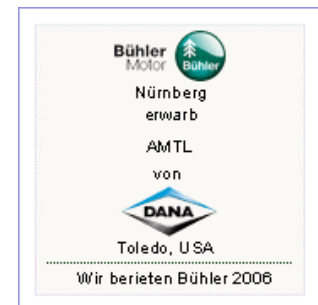 Bühler
Motor
Bühler
Nürnberg
erwarb
AMTL
von
DANA
Toledo, USA
Wir berieten Bühler 2006